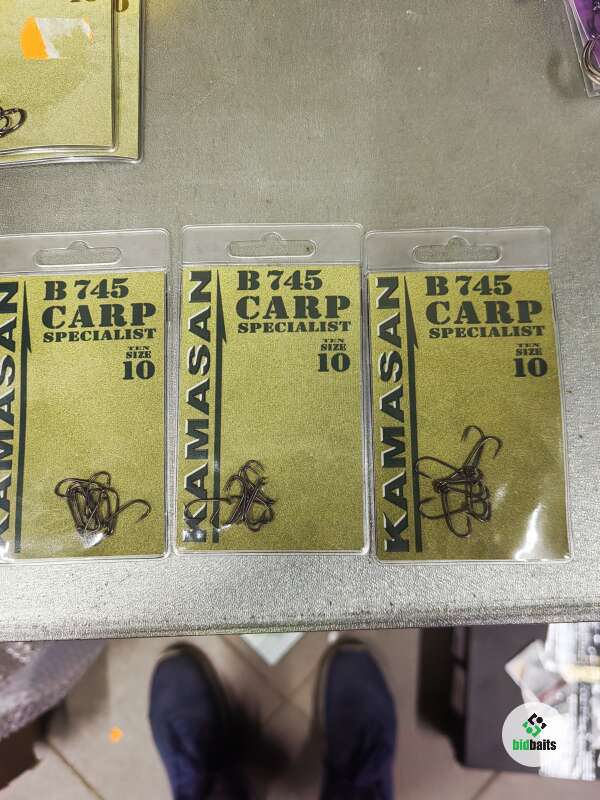 B 745
CARP
SPECIALIST
TEN
SIZE
10
KAMASAN
B 745
CARP
SPECIALIST
TEN
SIZE
10
KAMASAN
B 745
CARP
SPECIALIST
TEN
SIZE
10
KAMASAN
bidbaits